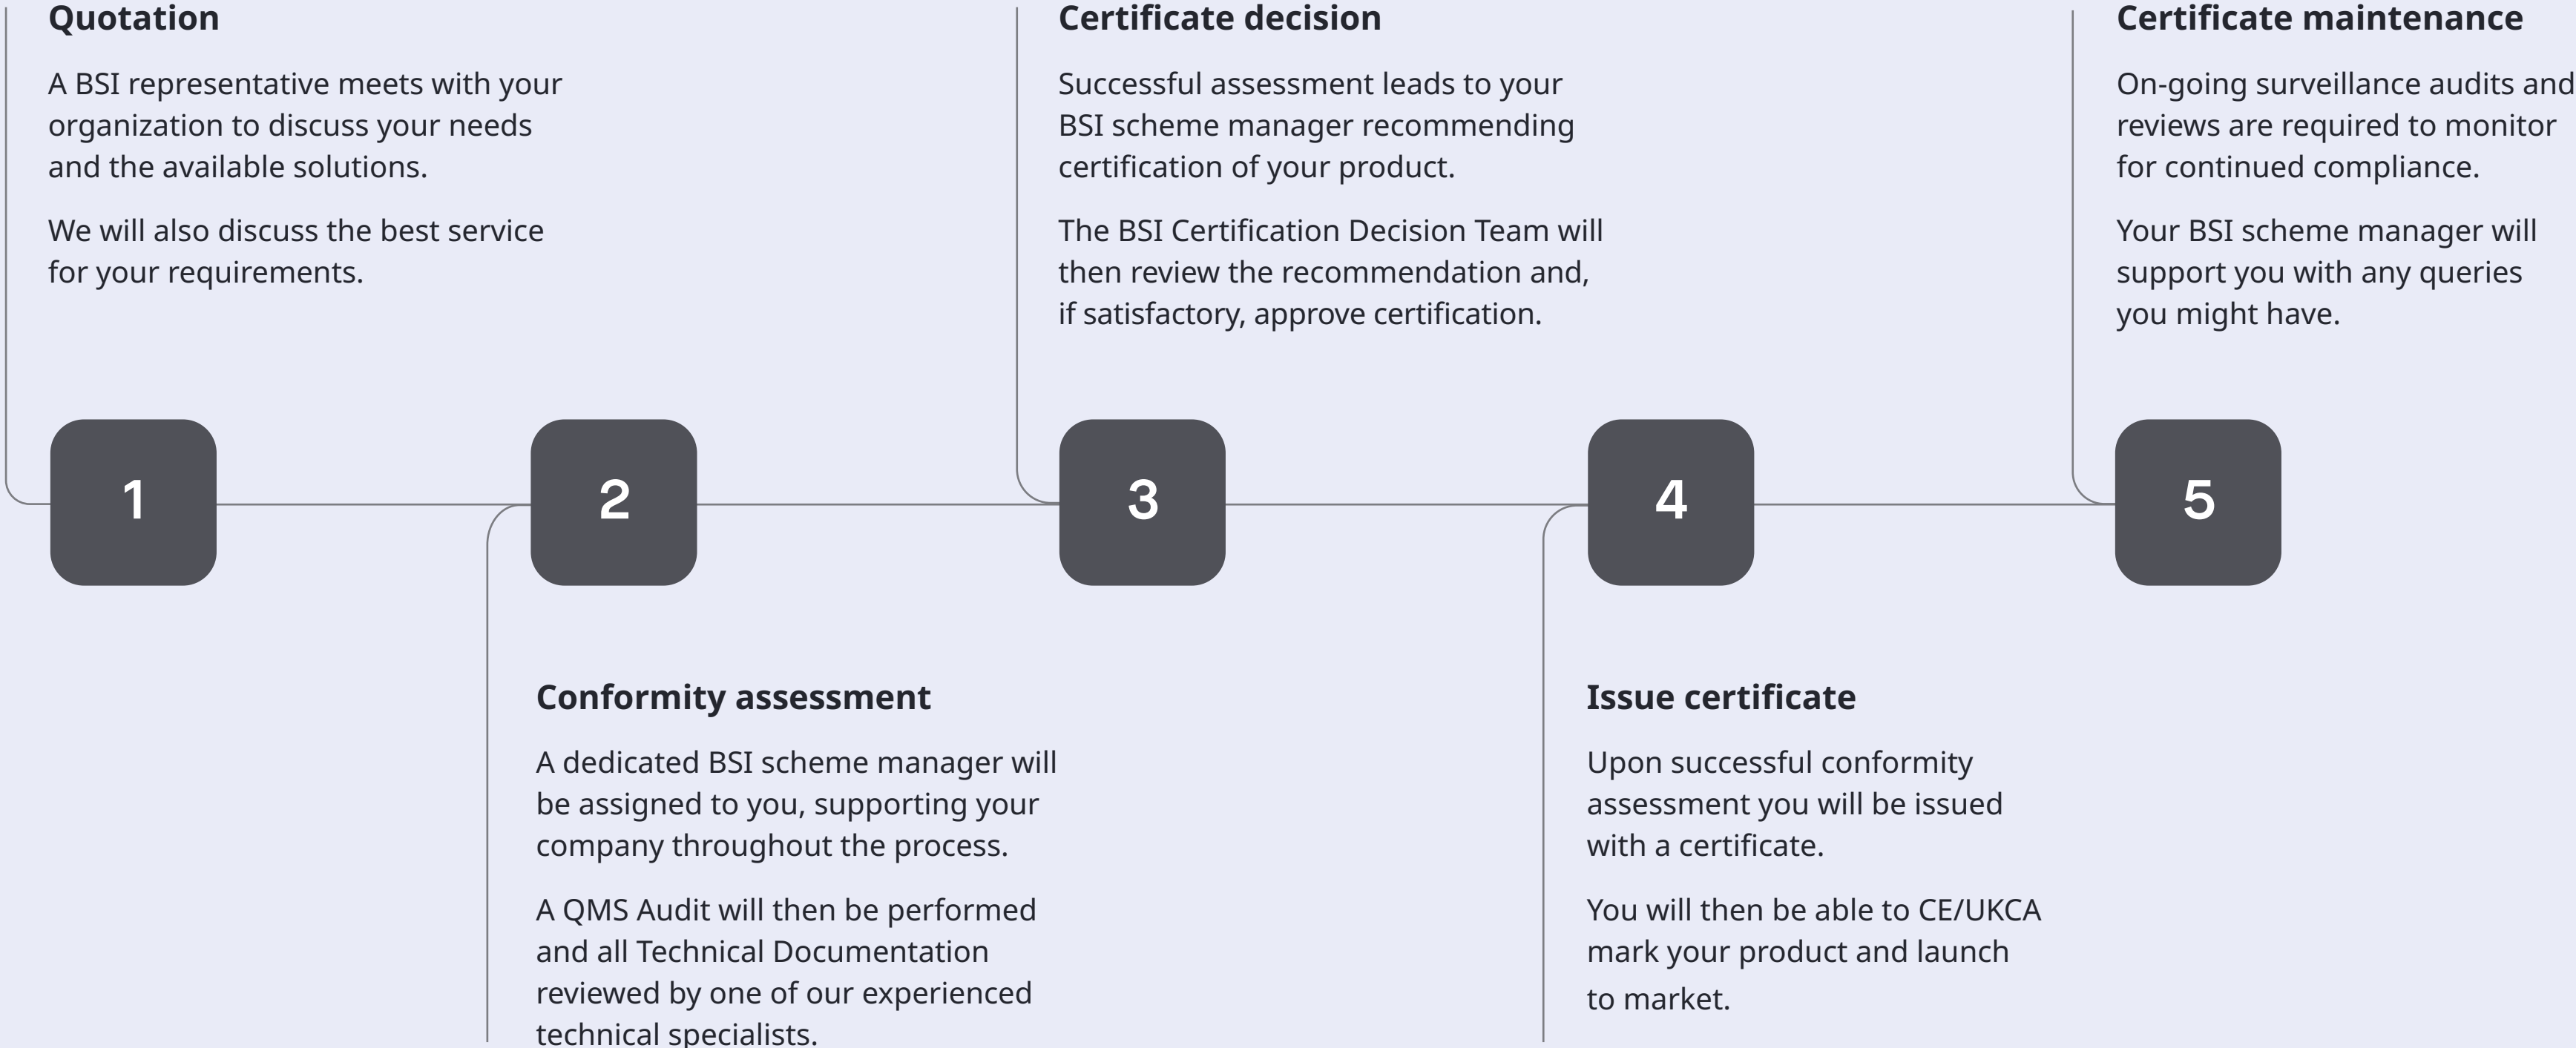 Quotation
A BSI representative meets with your
organization to discuss your needs
and the available solutions.
We will also discuss the best service
for your requirements.
Certificate decision
Successful assessment leads to your
BSI scheme manager recommending
certification of your product.
The BSI Certification Decision Team will
then review the recommendation and,
if satisfactory, approve certification.
Certificate maintenance
On-going surveillance audits and
reviews are required to monitor
for continued compliance.
Your BSI scheme manager will
support you with any queries
you might have.
1
2
3
4
5
Conformity assessment
A dedicated BSI scheme manager will
be assigned to you, supporting your
company throughout the process.
A QMS Audit will then be performed
and all Technical Documentation
reviewed by one of our experienced
technical specialists.
Issue certificate
Upon successful conformity
assessment you will be issued
with a certificate.
You will then be able to CE/UKCA
mark your product and launch
to market.